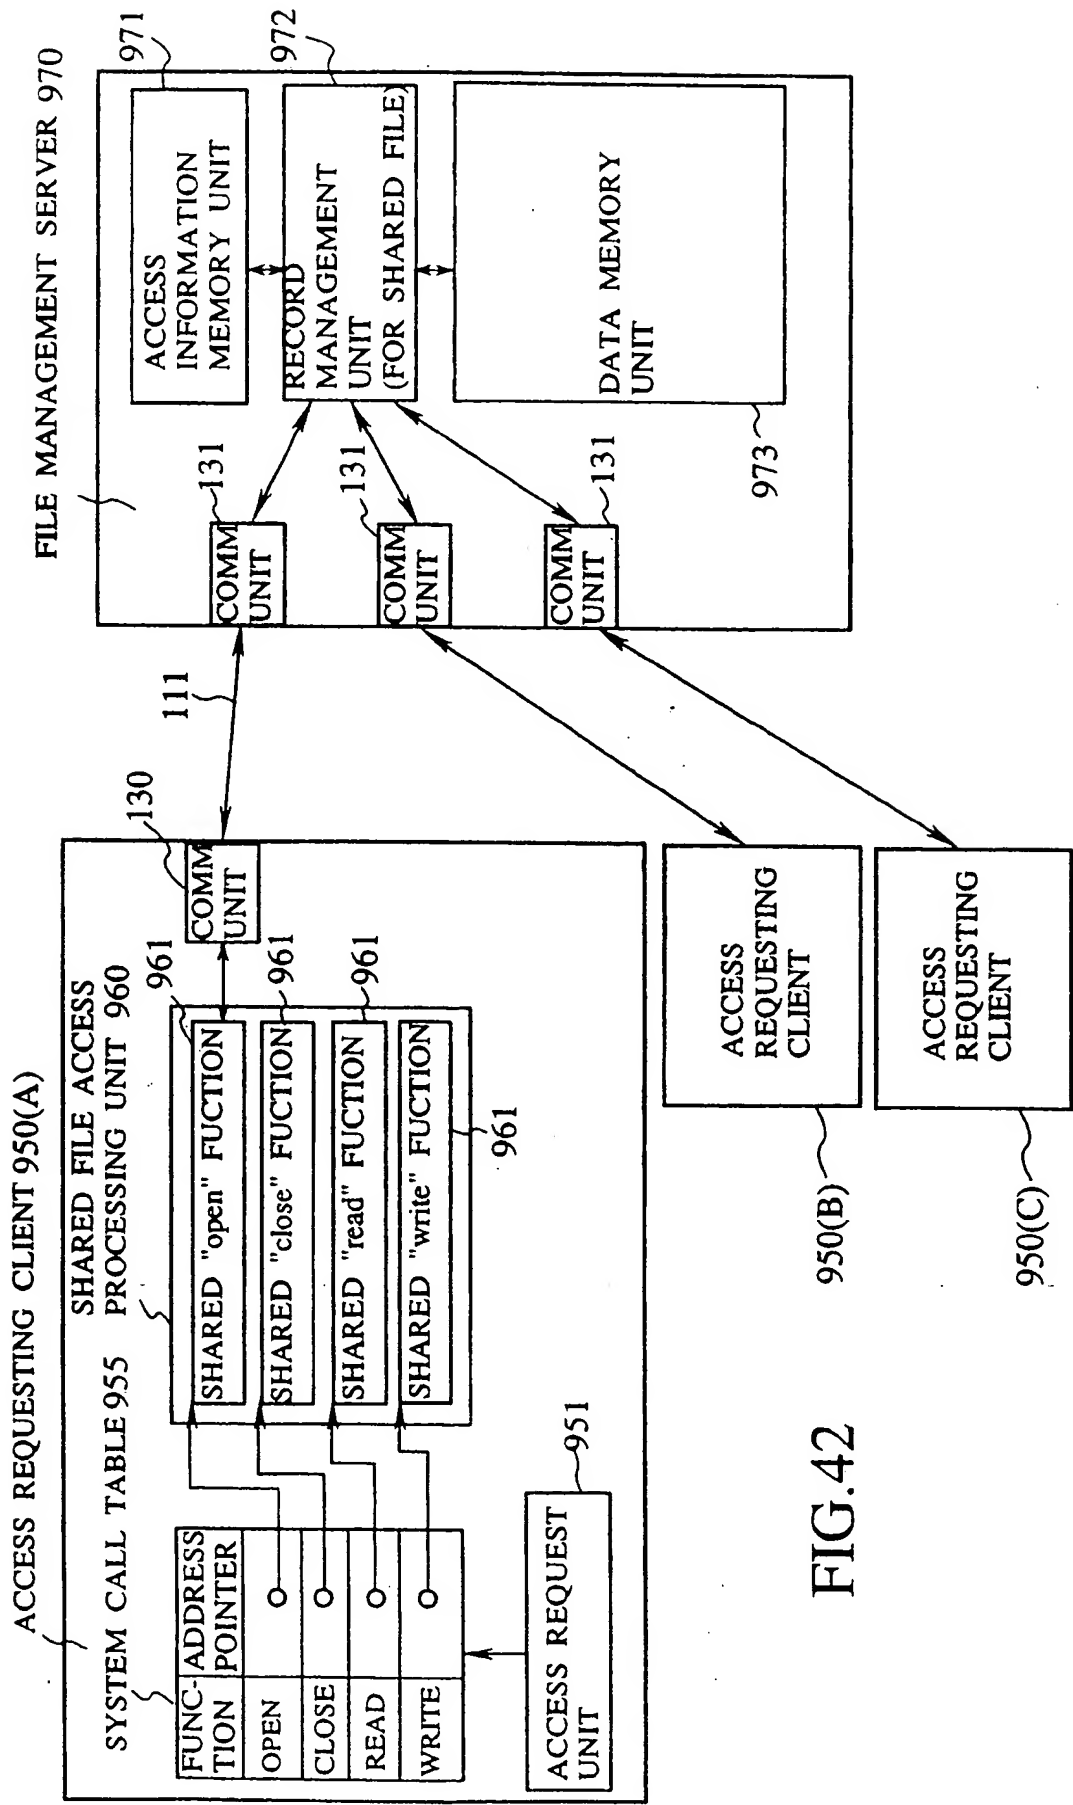 ACCESS REQUESTING CLIENT 950(A)
SYSTEM CALL TABLE 955
SHARED FILE ACCESS
PROCESSING UNIT 960
FUNC-
TION
ADDRESS
POINTER
OPEN
CLOSE
READ
WRITE
961
SHARED "open" FUCTION
961
SHARED "close" FUCTION
961
SHARED "read" FUCTION
SHARED "write" FUCTION
961
130
COMM
UNIT
ACCESS REQUEST
UNIT
951
111
FILE MANAGEMENT SERVER 970
131
COMM
UNIT
131
COMM
UNIT
131
COMM
UNIT
971
ACCESS
INFORMATION
MEMORY UNIT
972
RECORD
MANAGEMENT
UNIT
(FOR SHARED FILE)
DATA MEMORY
UNIT
973
ACCESS
REQUESTING
CLIENT
950(B)
ACCESS
REQUESTING
CLIENT
950(C)
FIG.42